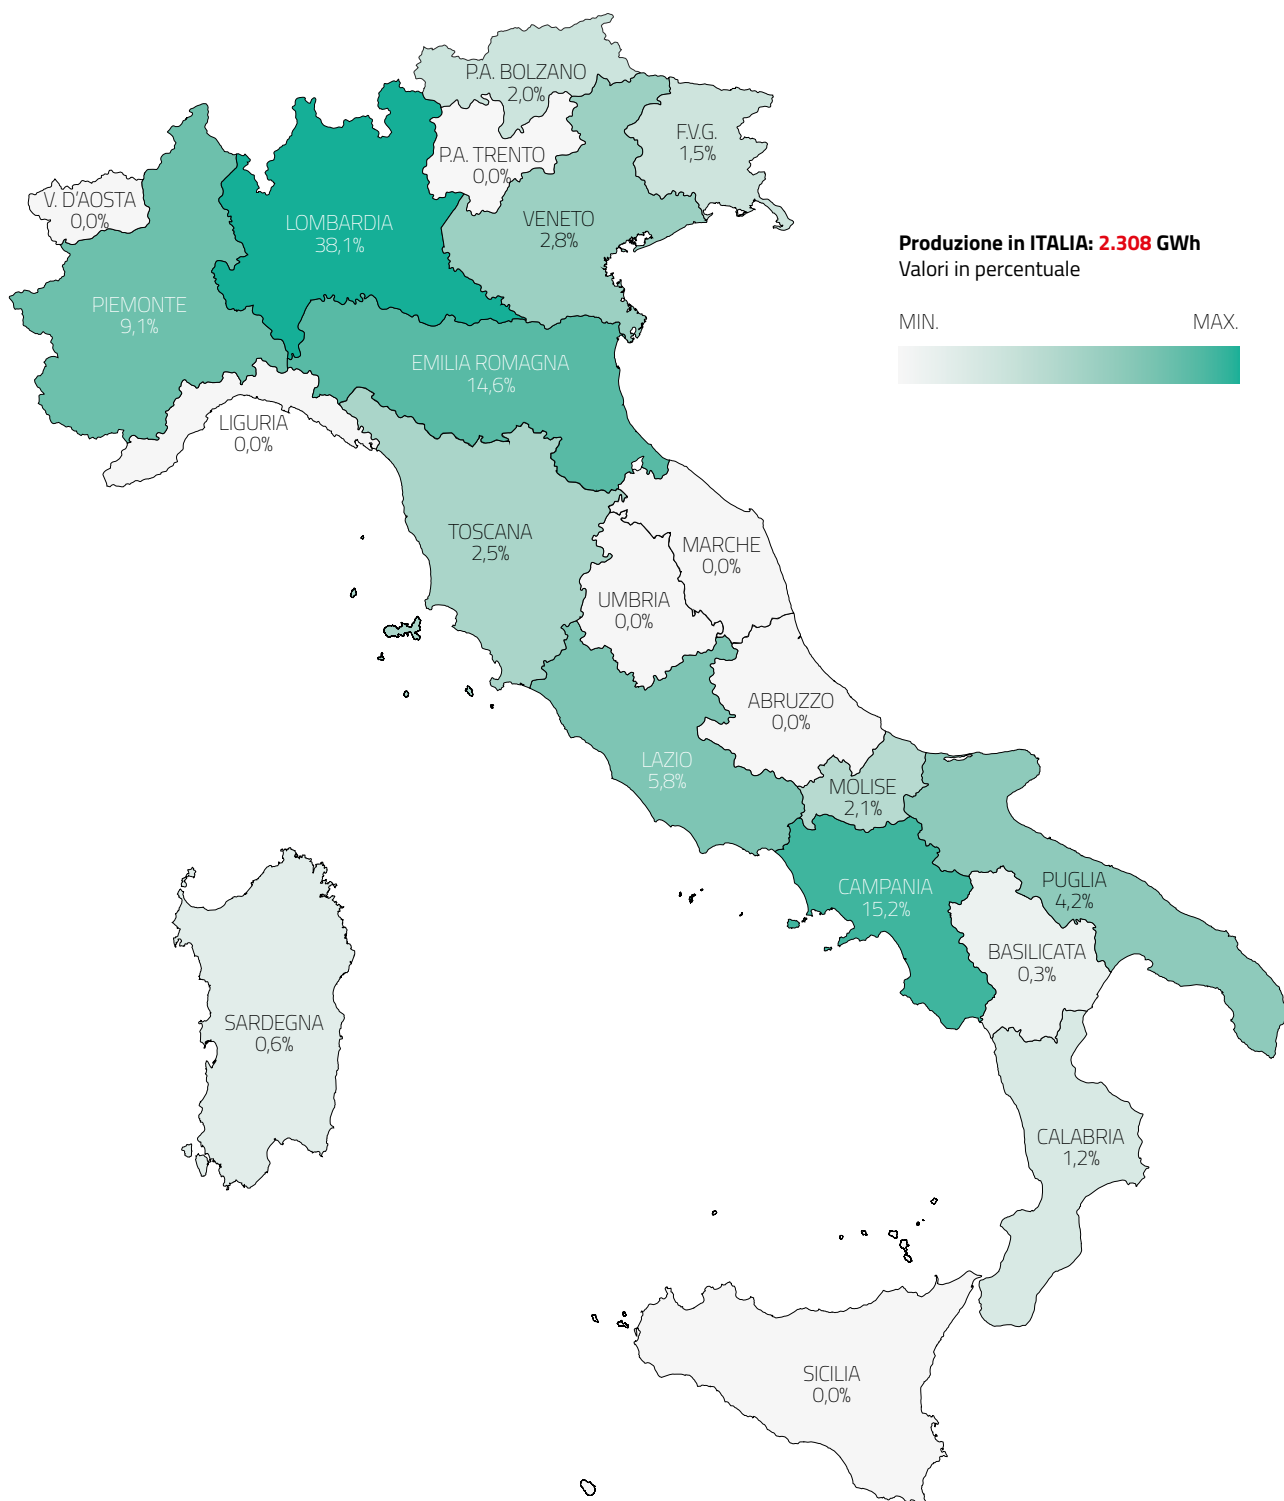 P.A. BOLZANO
2,0%
F.V.G.
1,5%
P.A. TRENTO
0,0%
V. D'AOSTA
0,0%
LOMBARDIA
38,1%
VENETO
2,8%
Produzione in ITALIA: 2.308 GWh
Valori in percentuale
MIN.
MAX.
PIEMONTE
9,1%
EMILIA ROMAGNA
14,6%
LIGURIA
0,0%
TOSCANA
2,5%
MARCHE
0,0%
UMBRIA
0,0%
ABRUZZO
0,0%
LAZIO
5,8%
MOLISE
2,1%
CAMPANIA
15,2%
PUGLIA
4,2%
BASILICATA
0,3%
SARDEGNA
0,6%
CALABRIA
1,2%
SICILIA
0,0%